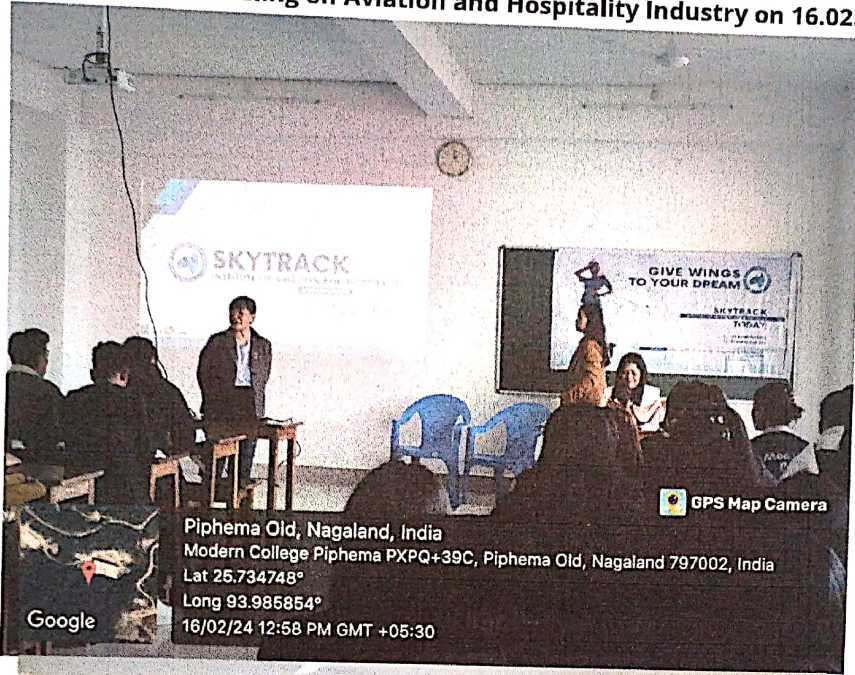 on Aviation and Hospitality Industry on 16.02
SKYTRACK
GIVE WINGS
TO YOUR DREAM
SKYTRACK
TODAY
GPS Map Camera
Piphema Old, Nagaland, India
Modern College Piphema PXPQ+39C, Piphema Old, Nagaland 797002, India
Lat 25.734748°
Long 93.985854°
16/02/24 12:58 PM GMT +05:30
Google